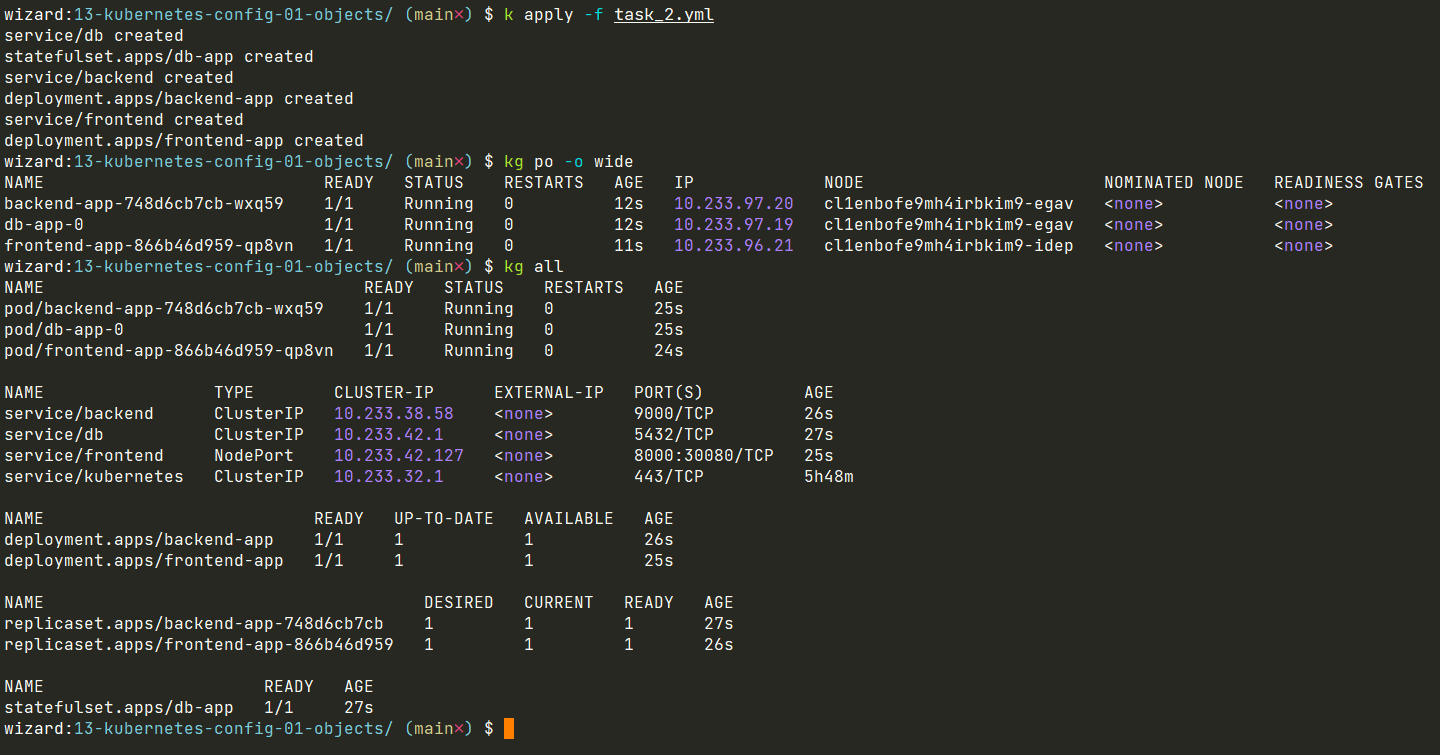 wizard:13-kubernetes-config-01-objects/ (main×) $ k apply -f task_2.yml
service/db created
statefulset.apps/db-app created
service/backend created
deployment.apps/backend-app created
service/frontend created
deployment.apps/frontend-app created
wizard:13-kubernetes-config-01-objects/ (main×) $ kg po -o wide
NAME                            READY   STATUS    RESTARTS   AGE   IP             NODE                        NOMINATED NODE   READINESS GATES
backend-app-748d6cb7cb-wxq59    1/1     Running   0          12s   10.233.97.20   cl1enbofe9mh4irbkim9-egav   <none>           <none>
db-app-0                        1/1     Running   0          12s   10.233.97.19   cl1enbofe9mh4irbkim9-egav   <none>           <none>
frontend-app-866b46d959-qp8vn   1/1     Running   0          11s   10.233.96.21   cl1enbofe9mh4irbkim9-idep   <none>           <none>
wizard:13-kubernetes-config-01-objects/ (main×) $ kg all
NAME                                READY   STATUS    RESTARTS   AGE
pod/backend-app-748d6cb7cb-wxq59    1/1     Running   0          25s
pod/db-app-0                        1/1     Running   0          25s
pod/frontend-app-866b46d959-qp8vn   1/1     Running   0          24s

NAME                 TYPE        CLUSTER-IP      EXTERNAL-IP   PORT(S)          AGE
service/backend      ClusterIP   10.233.38.58    <none>        9000/TCP         26s
service/db           ClusterIP   10.233.42.1     <none>        5432/TCP         27s
service/frontend     NodePort    10.233.42.127   <none>        8000:30080/TCP   25s
service/kubernetes   ClusterIP   10.233.32.1     <none>        443/TCP          5h48m

NAME                           READY   UP-TO-DATE   AVAILABLE   AGE
deployment.apps/backend-app    1/1     1            1           26s
deployment.apps/frontend-app   1/1     1            1           25s

NAME                                      DESIRED   CURRENT   READY   AGE
replicaset.apps/backend-app-748d6cb7cb    1         1         1       27s
replicaset.apps/frontend-app-866b46d959   1         1         1       26s

NAME                      READY   AGE
statefulset.apps/db-app   1/1     27s
wizard:13-kubernetes-config-01-objects/ (main×) $